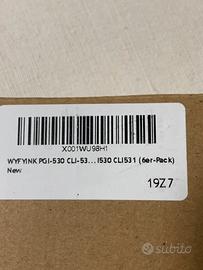 X001WU98H1
WYFYINK PGI-530 CLI-53... I530 CLI531 (6er-Pack)
New
19Z7
subito